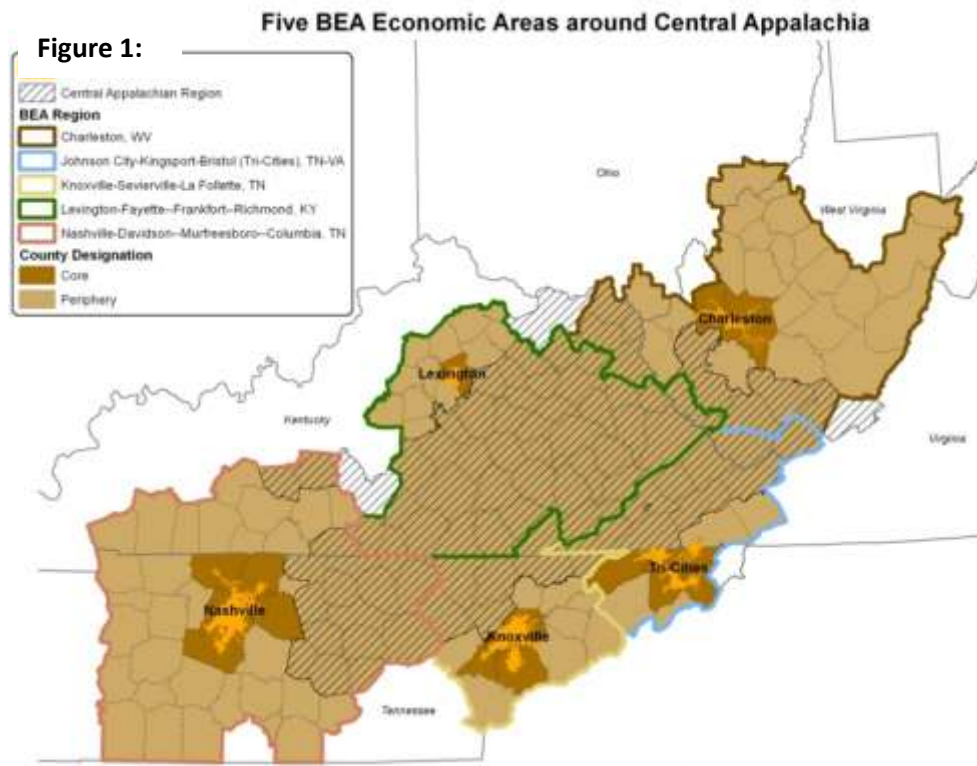 Five BEA Economic Areas around Central Appalachia
Figure 1:
Central Appalachian Region
BEA Region
Charleston, WV
Johnson City-Kingsport-Bristol (Tri-Cities), TN-VA
Knoxville-Sevierville-La Follette, TN
Lexington-Fayette--Frankfort--Richmond, KY
Nashville-Davidson--Murfreesboro--Columbia, TN
County Designation
Core
Periphery
Ohio
West Virginia
Charleston
Lexington
Kentucky
Virginia
Tri-Cities
Nashville
Knoxville
Tennessee